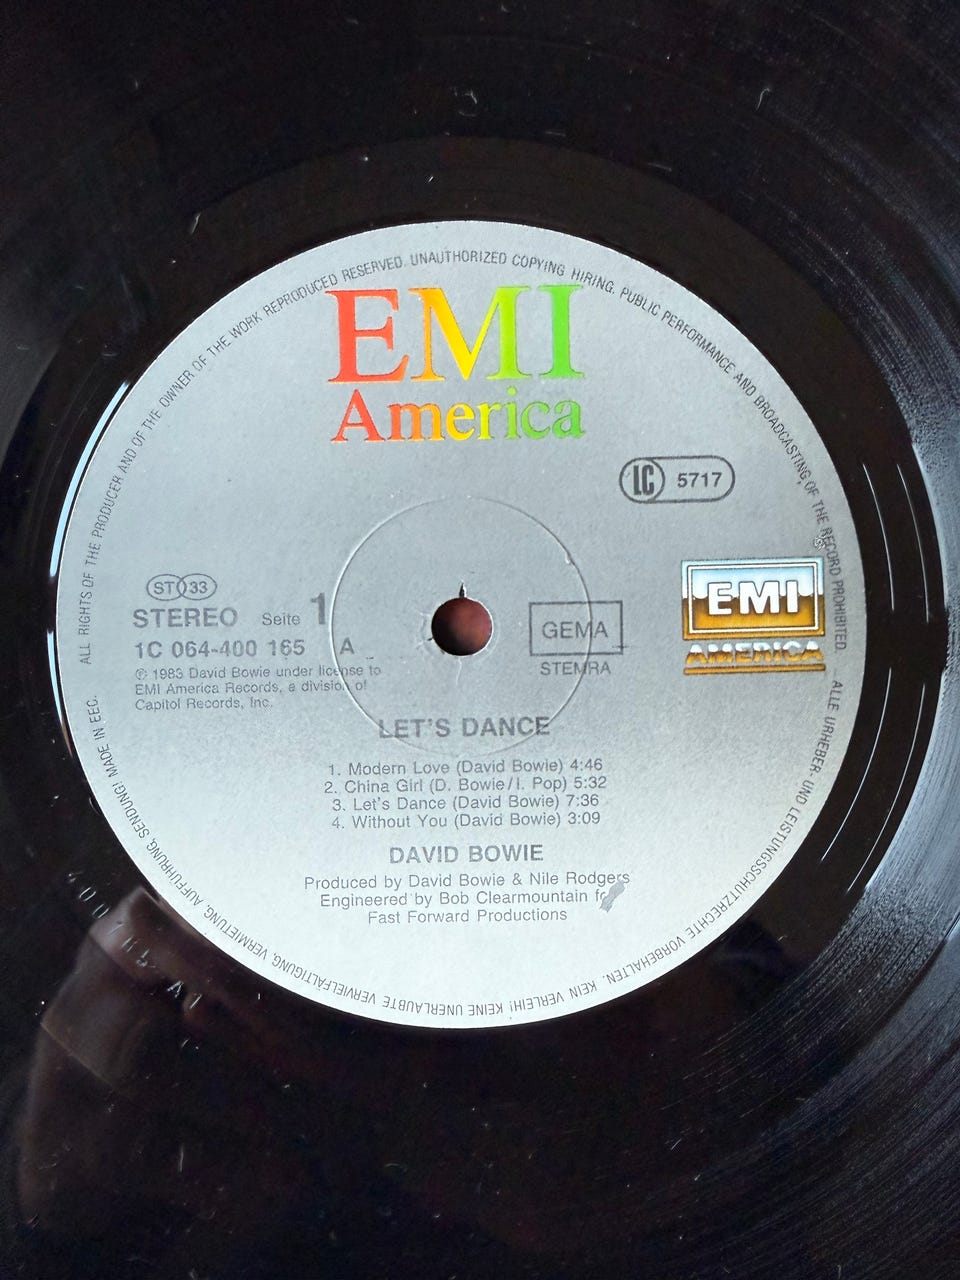 ALL RIGHTS OF THE PRODUCER AND OF THE OWNER OF THE WORK REPRODUCED RESERVED. UNAUTHORIZED COPYING HIRING. PUBLIC PERFORMANCE AND BROADCASTING OF THE RECORD PROHIBITED.
EMI
America
LC 5717
EMI
AMERICA
ST 33
STEREO Seite 1
1C 064-400 165 A
℗ 1983 David Bowie under license to
EMI America Records, a division of
Capitol Records, Inc.
GEMA
STEMRA
LET'S DANCE
1. Modern Love (David Bowie) 4:46
2. China Girl (D. Bowie/I. Pop) 5:32
3. Let's Dance (David Bowie) 7:36
4. Without You (David Bowie) 3:09
DAVID BOWIE
Produced by David Bowie & Nile Rodgers
Engineered by Bob Clearmountain
Fast Forward Productions
ALLE URHEBER- UND LEISTUNGSSCHUTZRECHTE VORBEHALTEN. KEIN VERLEIH! KEINE UNERLAUBTE VERVIELFÄLTIGUNG, VERMIETUNG, AUFFÜHRUNG, SENDUNG! MADE IN EEC.